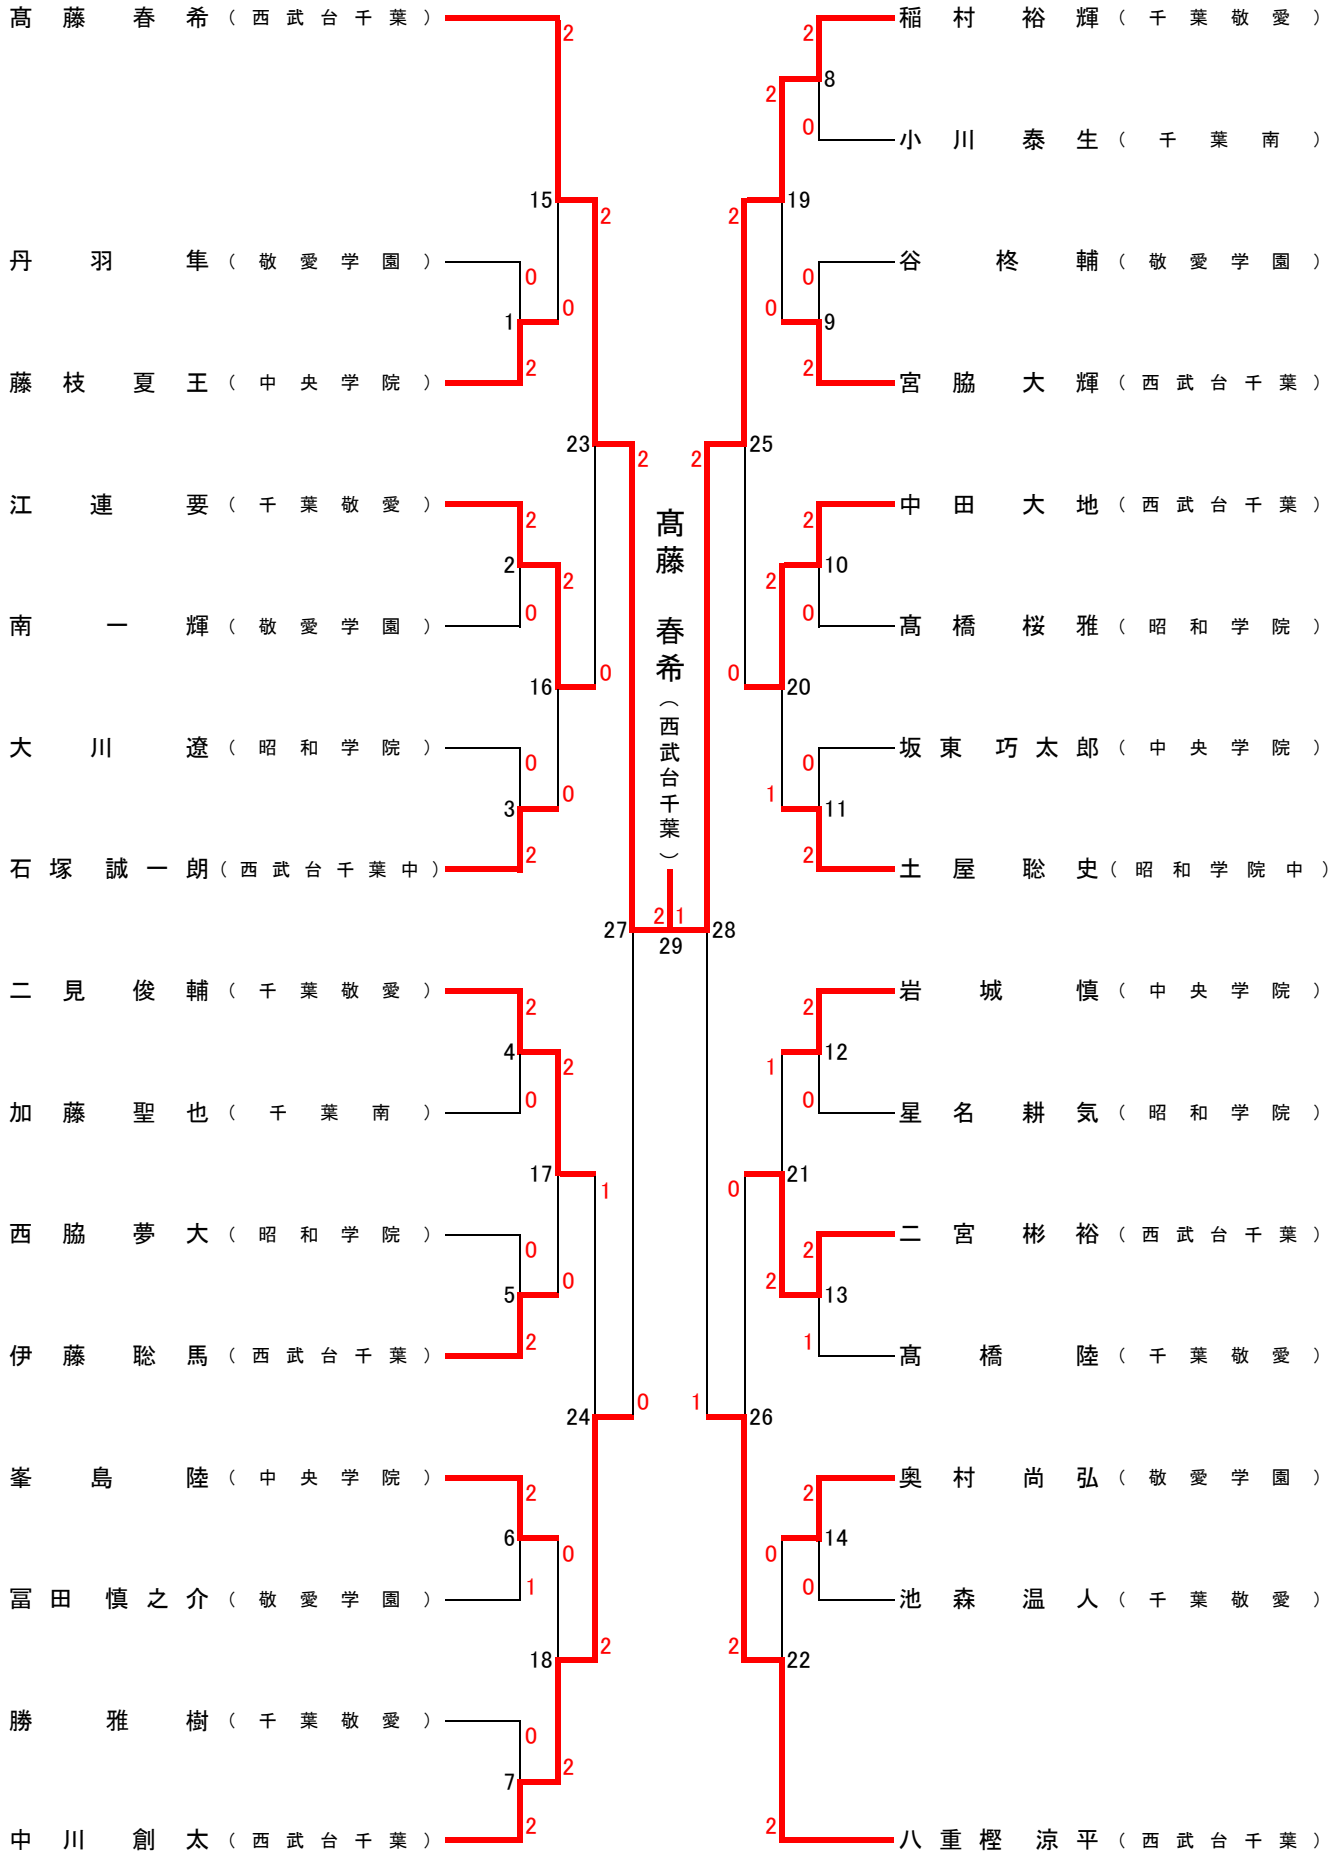 髙藤 春希 （西武台千葉）
丹羽 隼 （敬愛学園）
藤枝 夏王 （中央学院）
江連 要 （千葉敬愛）
南 一輝 （敬愛学園）
大川 遼 （昭和学院）
石塚 誠一朗 （西武台千葉中）
二見 俊輔 （千葉敬愛）
加藤 聖也 （千葉南）
西脇 夢大 （昭和学院）
伊藤 聡馬 （西武台千葉）
峯島 陸 （中央学院）
冨田 慎之介 （敬愛学園）
勝 雅樹 （千葉敬愛）
中川 創太 （西武台千葉）
2
15
0
0
1
2
2
2
0
2
16
0
3
0
2
2
23
0
2
4
0
2
17
0
5
0
2
2
6
1
0
18
0
7
2
2
1
24
2
2
27
0
髙藤 春希 （西武台千葉）
2 1
29
2
28
1
2
25
0
0
26
2
2
19
0
2
8
0
0
9
2
2
20
1
2
10
0
0
11
2
1
21
2
2
12
0
2
13
1
0
22
2
2
14
0
稲村 裕輝 （千葉敬愛）
小川 泰生 （千葉南）
谷 柊輔 （敬愛学園）
宮脇 大輝 （西武台千葉）
中田 大地 （西武台千葉）
髙橋 桜雅 （昭和学院）
坂東 巧太郎 （中央学院）
土屋 聡史 （昭和学院中）
岩城 慎 （中央学院）
星名 耕気 （昭和学院）
二宮 彬裕 （西武台千葉）
髙橋 陸 （千葉敬愛）
奥村 尚弘 （敬愛学園）
池森 温人 （千葉敬愛）
八重樫 涼平 （西武台千葉）